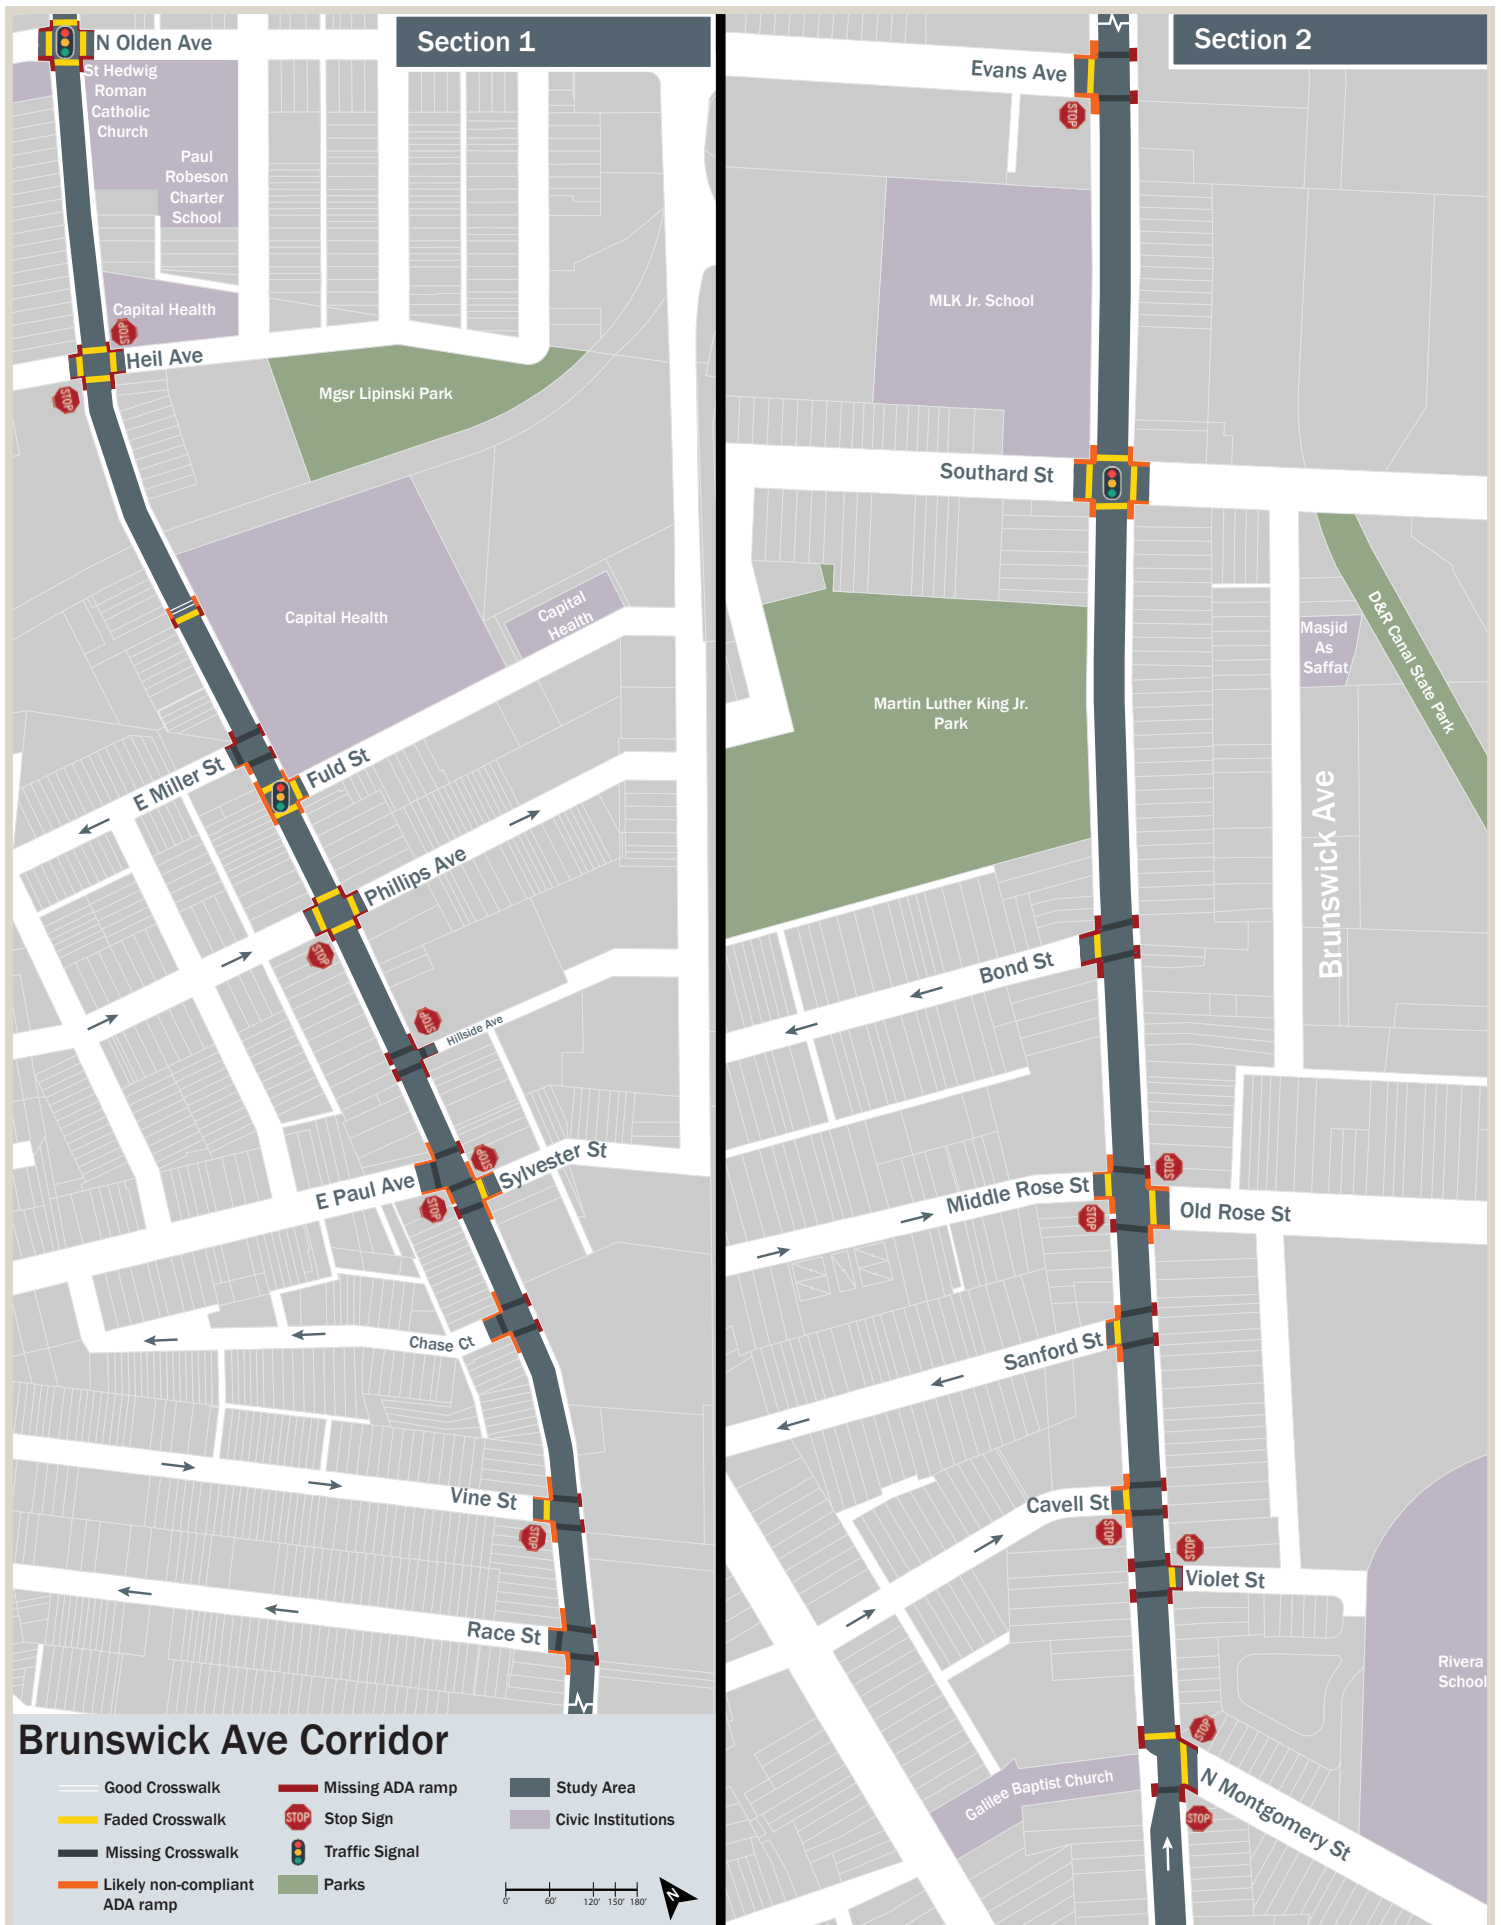 Section 1
N Olden Ave
St Hedwig
Roman
Catholic
Church
Paul
Robeson
Charter
School
Capital Health
STOP
Heil Ave
STOP
Mgsr Lipinski Park
Capital Health
Capital
Health
E Miller St
Fuld St
Phillips Ave
STOP
STOP
Hillside Ave
STOP
Sylvester St
E Paul Ave
STOP
Chase Ct
Vine St
STOP
Race St
Section 2
Evans Ave
STOP
MLK Jr. School
Southard St
D&R Canal State Park
Masjid
As
Saffat
Martin Luther King Jr.
Park
Brunswick Ave
Bond St
STOP
Middle Rose St
STOP
Old Rose St
Sanford St
Cavell St
STOP
STOP
Violet St
Rivera
School
STOP
N Montgomery St
Galilee Baptist Church
STOP
Brunswick Ave Corridor
Good Crosswalk
Faded Crosswalk
Missing Crosswalk
Likely non-compliant
ADA ramp
Missing ADA ramp
STOP Stop Sign
Traffic Signal
Parks
Study Area
Civic Institutions
0' 60' 120' 150' 180'
N